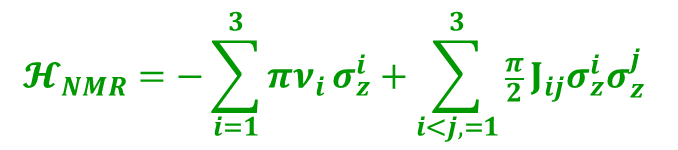 ℋ_NMR = − ∑_{i=1}^{3} πν_i σ_z^i + ∑_{i<j,=1}^{3} π/2 J_ij σ_z^i σ_z^j